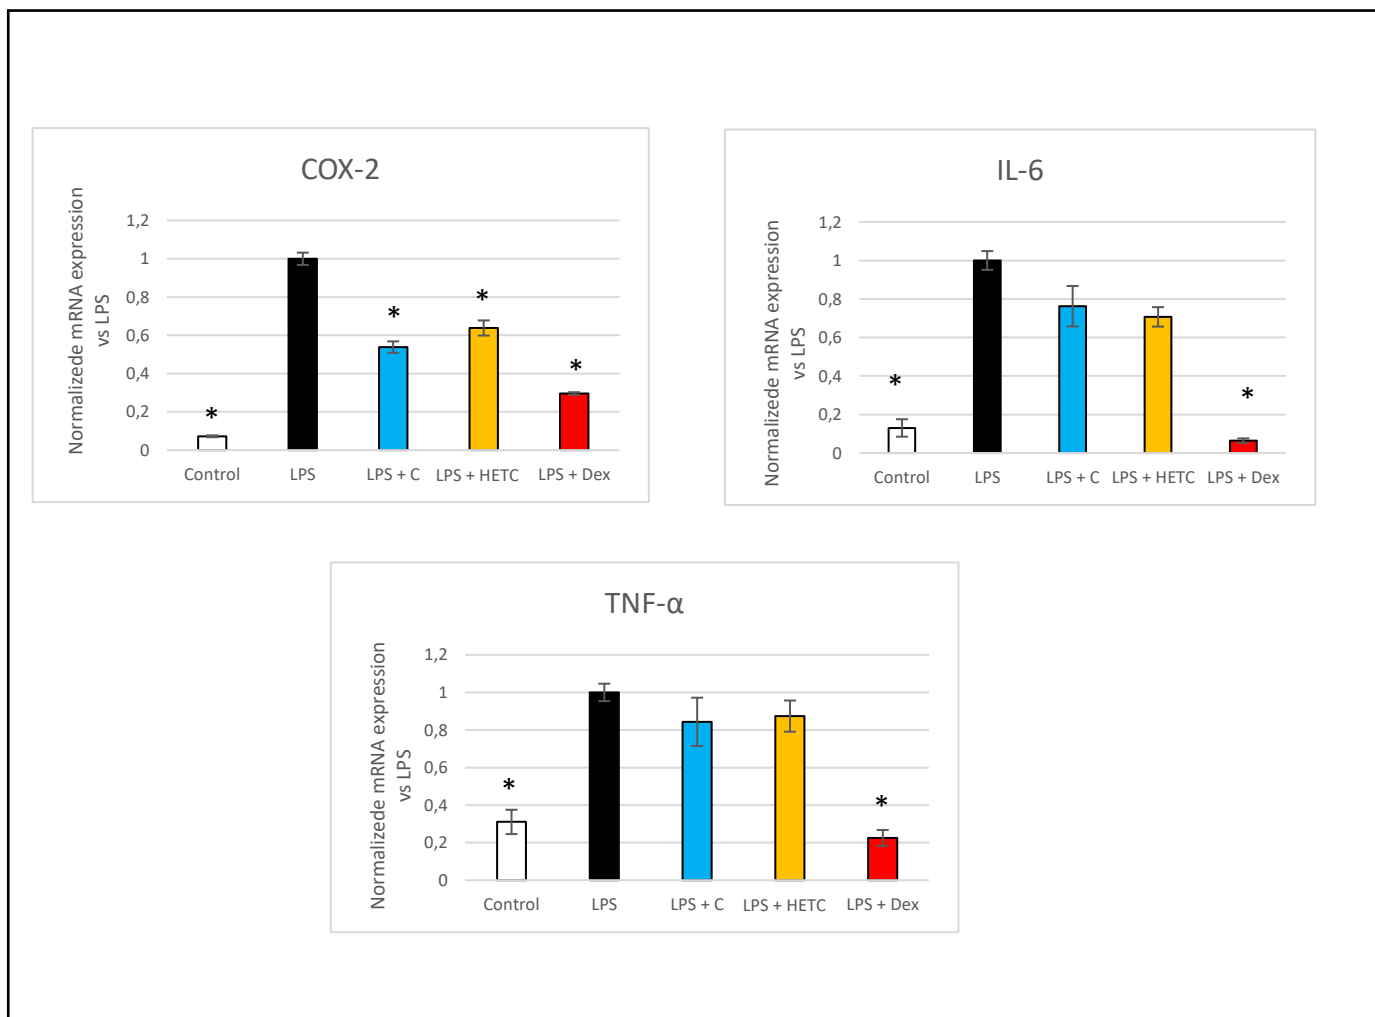 COX-2
Normalizede mRNA expression
vs LPS
1,2
1
0,8
0,6
0,4
0,2
0
*
*
*
*
Control LPS LPS + C LPS + HETC LPS + Dex
IL-6
Normalizede mRNA expression
vs LPS
1,2
1
0,8
0,6
0,4
0,2
0
*
*
Control LPS LPS + C LPS + HETC LPS + Dex
TNF-α
Normalizede mRNA expression
vs LPS
1,2
1
0,8
0,6
0,4
0,2
0
*
*
Control LPS LPS + C LPS + HETC LPS + Dex